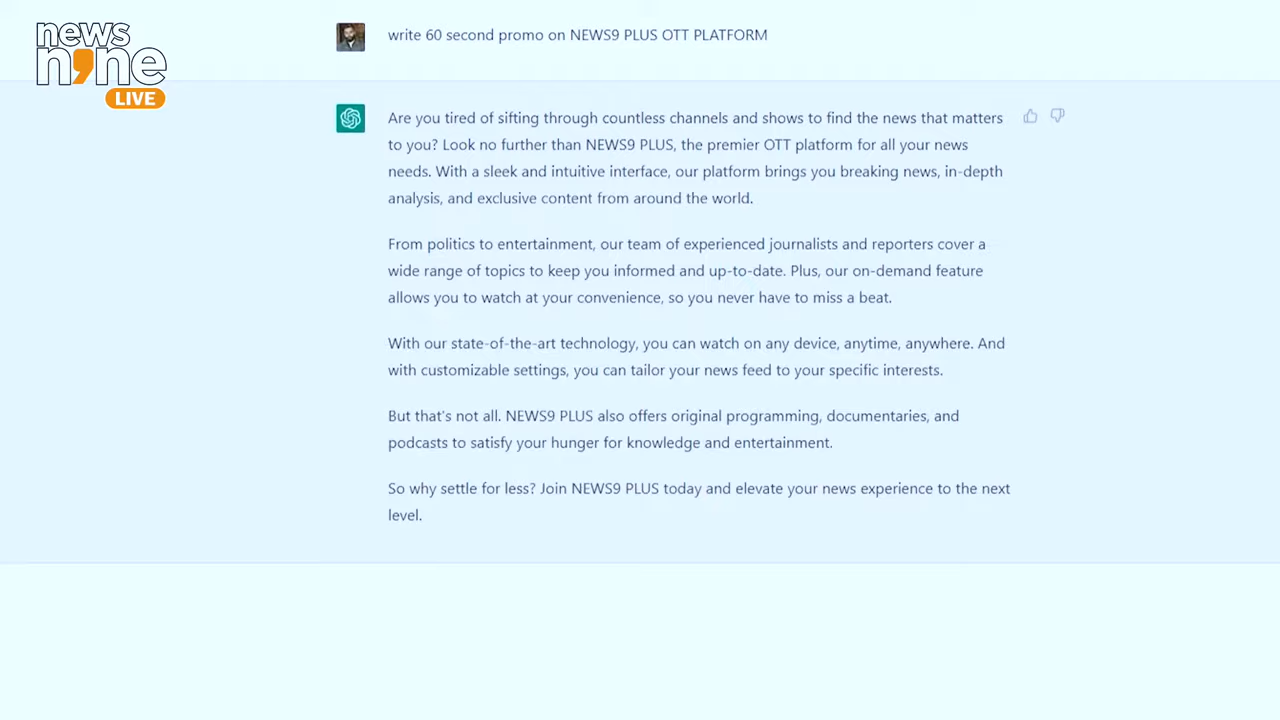 news
n9ne
LIVE
write 60 second promo on NEWS9 PLUS OTT PLATFORM
Are you tired of sifting through countless channels and shows to find the news that matters
to you? Look no further than NEWS9 PLUS, the premier OTT platform for all your news
needs. With a sleek and intuitive interface, our platform brings you breaking news, in-depth
analysis, and exclusive content from around the world.
From politics to entertainment, our team of experienced journalists and reporters cover a
wide range of topics to keep you informed and up-to-date. Plus, our on-demand feature
allows you to watch at your convenience, so you never have to miss a beat.
With our state-of-the-art technology, you can watch on any device, anytime, anywhere. And
with customizable settings, you can tailor your news feed to your specific interests.
But that's not all. NEWS9 PLUS also offers original programming, documentaries, and
podcasts to satisfy your hunger for knowledge and entertainment.
So why settle for less? Join NEWS9 PLUS today and elevate your news experience to the next
level.